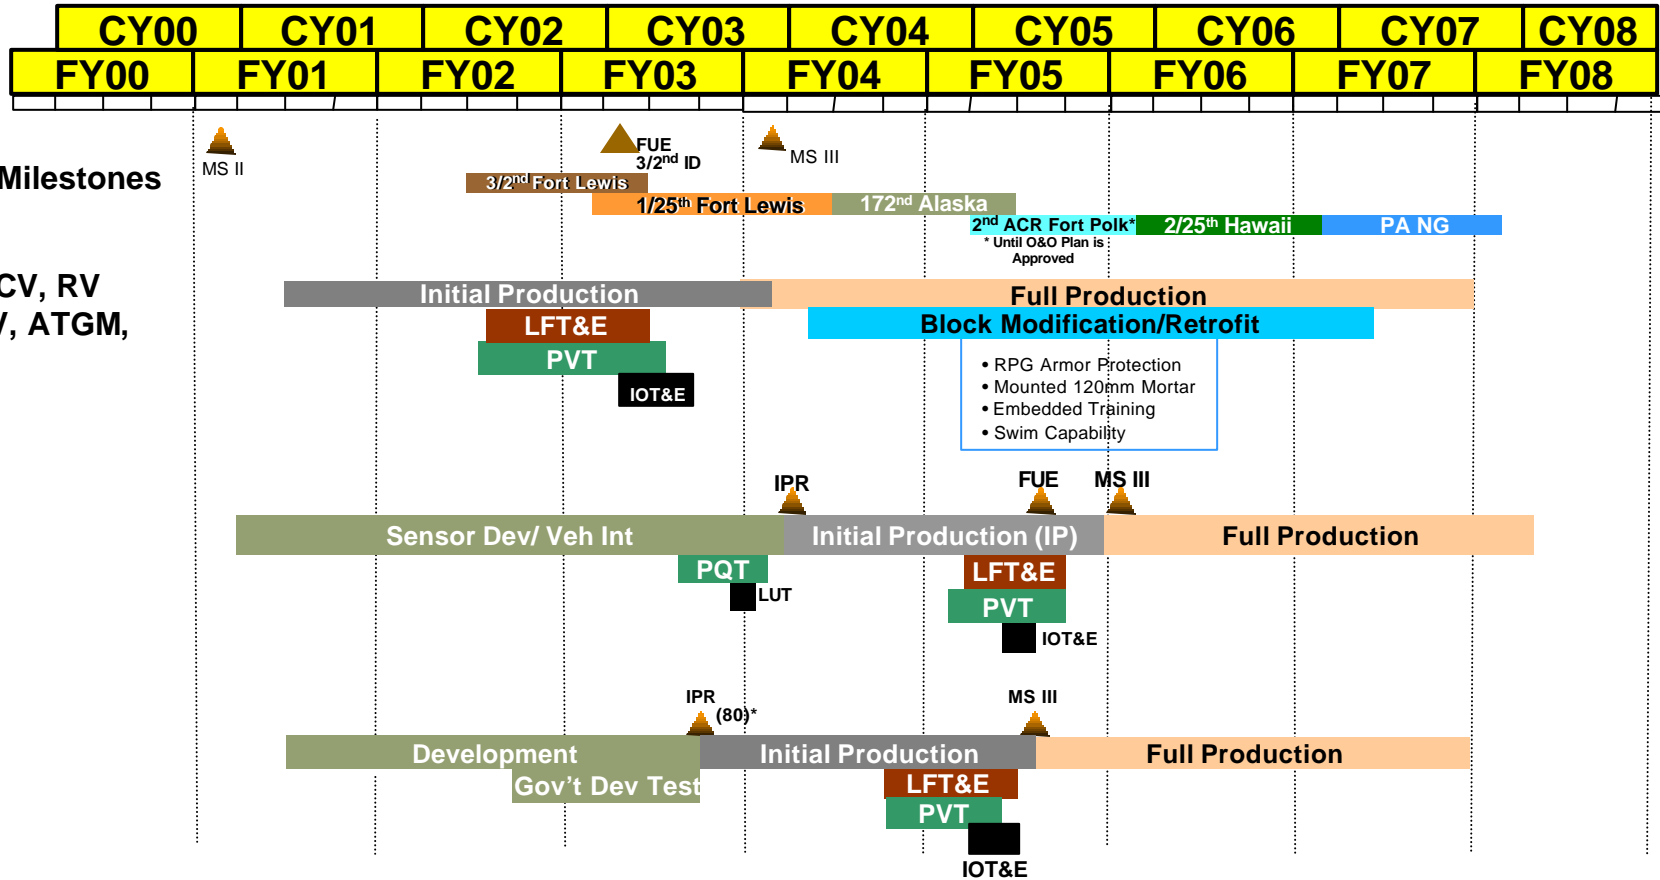 CY00 CY01 CY02 CY03 CY04 CY05 CY06 CY07 CY08
FY00 FY01 FY02 FY03 FY04 FY05 FY06 FY07 FY08
MS II
FUE
3/2nd ID
MS III
Milestones
3/2nd Fort Lewis
1/25th Fort Lewis
172nd Alaska
2nd ACR Fort Polk*
* Until O&O Plan is
Approved
2/25th Hawaii
PA NG
CV, RV
V, ATGM,
Initial Production
Full Production
LFT&E
Block Modification/Retrofit
PVT
IOT&E
• RPG Armor Protection
• Mounted 120mm Mortar
• Embedded Training
• Swim Capability
IPR
FUE
MS III
Sensor Dev/ Veh Int
Initial Production (IP)
Full Production
PQT
LUT
LFT&E
PVT
IOT&E
IPR
(80)*
MS III
Development
Initial Production
Full Production
Gov't Dev Test
LFT&E
PVT
IOT&E